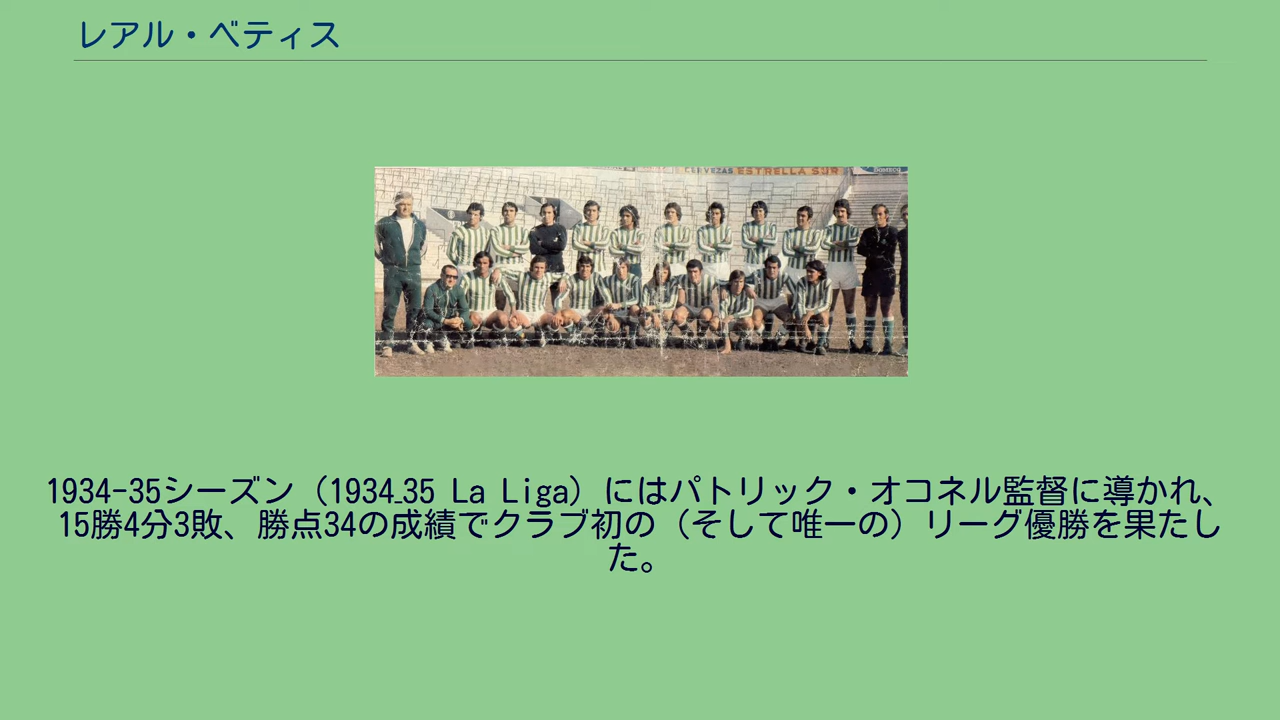 レアル・ベティス
CERVEZAS ESTRELLA SUR
1934-35シーズン（1934_35 La Liga）にはパトリック・オコネル監督に導かれ、
15勝4分3敗、勝点34の成績でクラブ初の（そして唯一の）リーグ優勝を果たし
た。